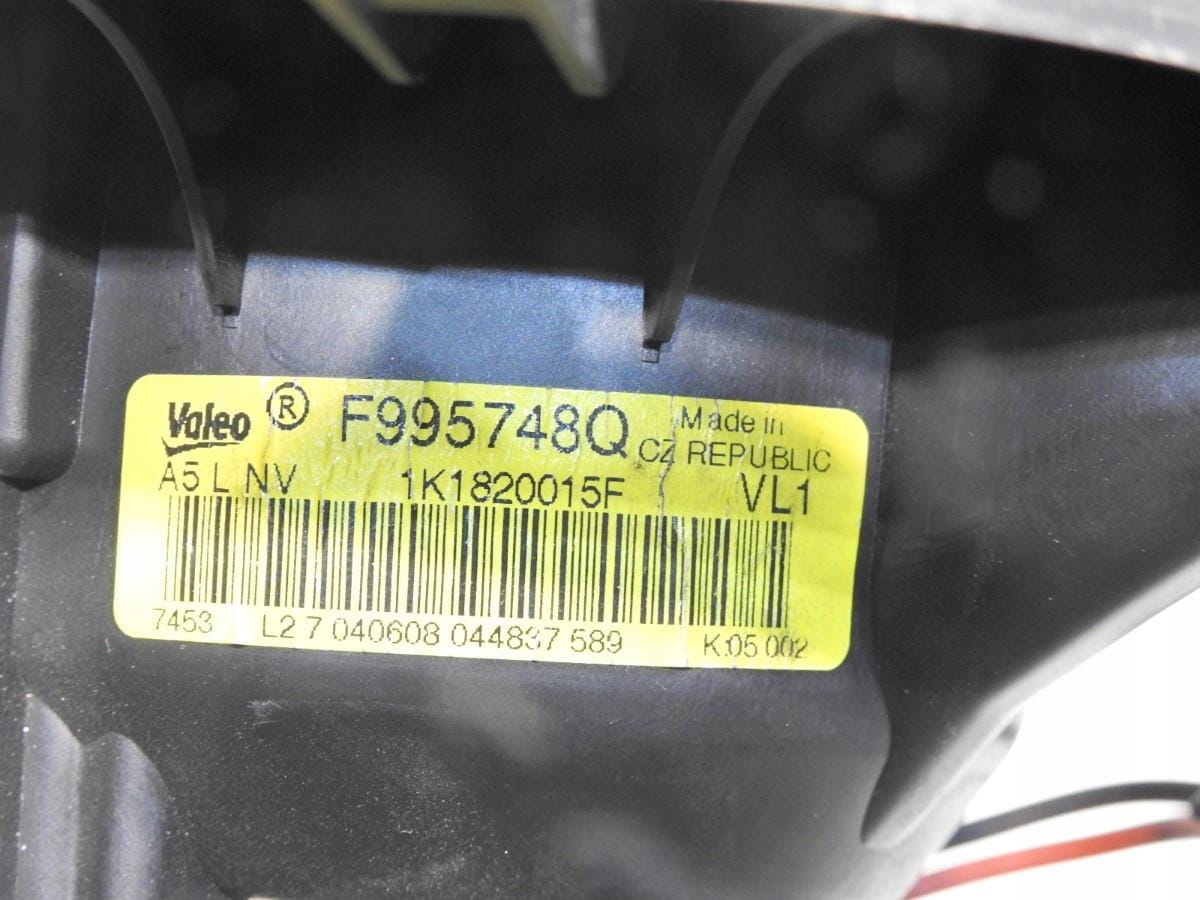 Valeo ® F995748Q Made in
CZ REPUBLIC
A5 L NV 1K1820015F VL1
7453 L2 7 040608 044837 589 K:05 002